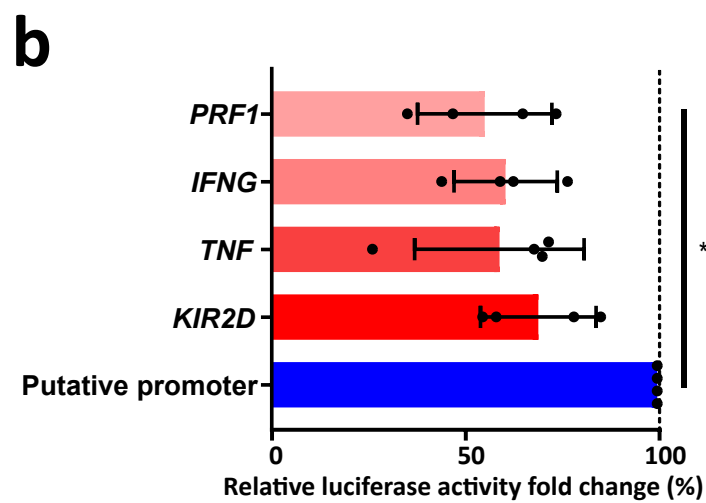 b
PRF1
IFNG
TNF
KIR2D
Putative promoter
*
0 50 100
Relative luciferase activity fold change (%)